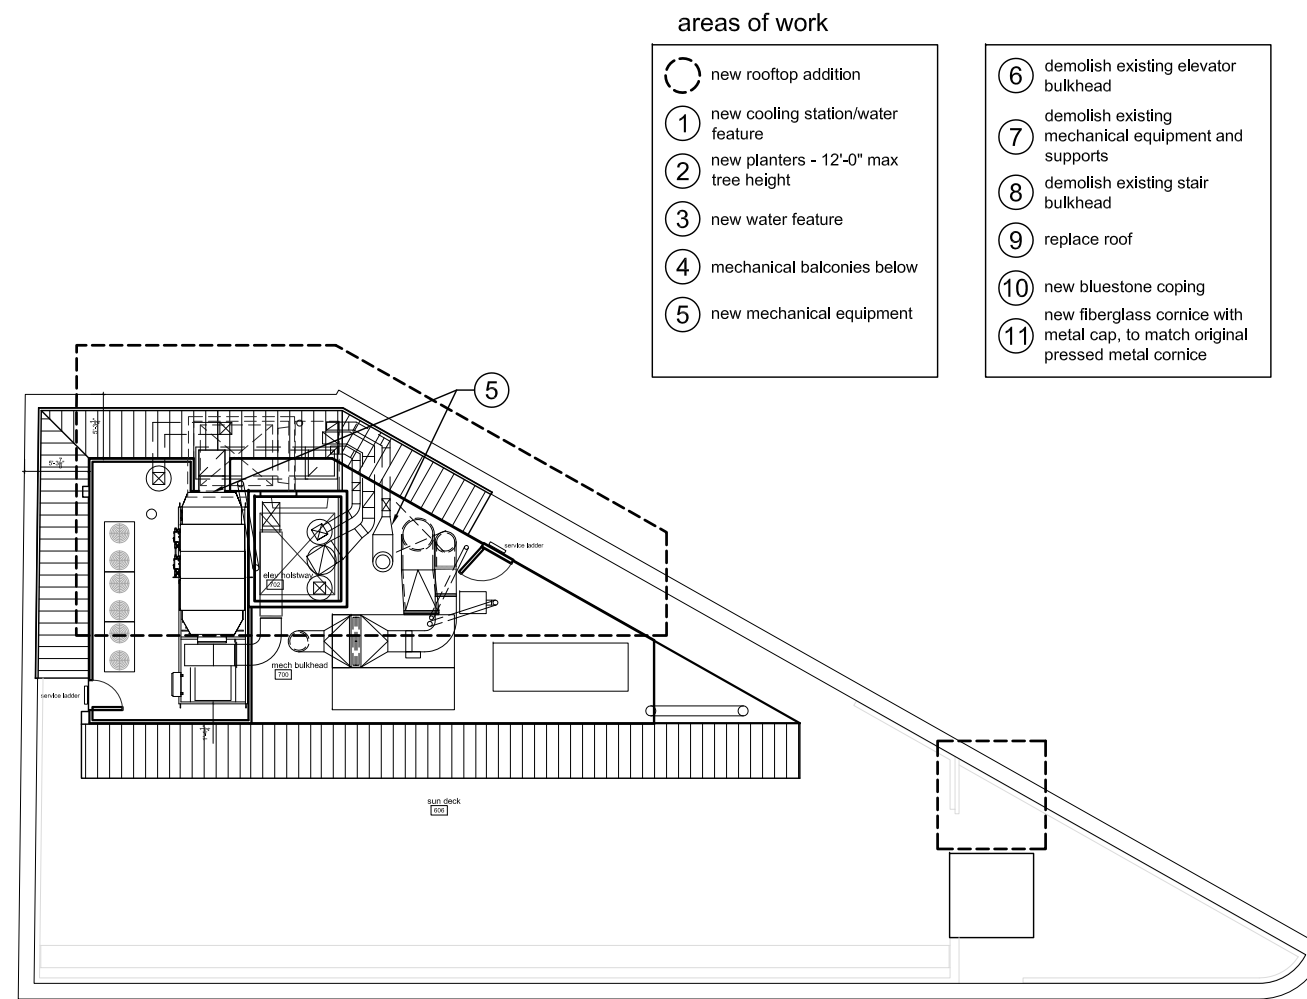 areas of work
new rooftop addition
1
new cooling station/water
feature
2
new planters - 12'-0" max
tree height
3
new water feature
4
mechanical balconies below
5
new mechanical equipment
6
demolish existing elevator
bulkhead
7
demolish existing
mechanical equipment and
supports
8
demolish existing stair
bulkhead
9
replace roof
10
new bluestone coping
11
new fiberglass cornice with
metal cap, to match original
pressed metal cornice
5
service ladder
elev hoistway
702
mech bulkhead
700
service ladder
sun deck
606